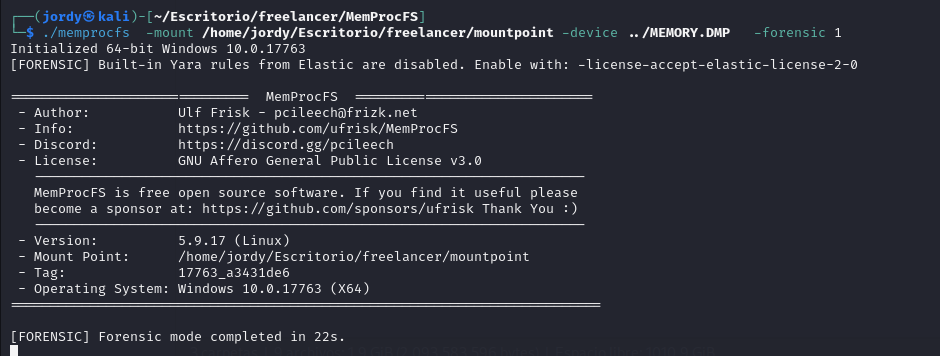 ┌──(jordy㉿kali)-[~/Escritorio/freelancer/MemProcFS]
└─$ ./memprocfs -mount /home/jordy/Escritorio/freelancer/mountpoint -device ../MEMORY.DMP -forensic 1
Initialized 64-bit Windows 10.0.17763
[FORENSIC] Built-in Yara rules from Elastic are disabled. Enable with: -license-accept-elastic-license-2-0
============================== MemProcFS ==============================
- Author: Ulf Frisk - pcileech@frizk.net
- Info: https://github.com/ufrisk/MemProcFS
- Discord: https://discord.gg/pcileech
- License: GNU Affero General Public License v3.0
---------------------------------------------------------------------
MemProcFS is free open source software. If you find it useful please
become a sponsor at: https://github.com/sponsors/ufrisk Thank You :)
---------------------------------------------------------------------
- Version: 5.9.17 (Linux)
- Mount Point: /home/jordy/Escritorio/freelancer/mountpoint
- Tag: 17763_a3431de6
- Operating System: Windows 10.0.17763 (X64)
==========================================================================
[FORENSIC] Forensic mode completed in 22s.